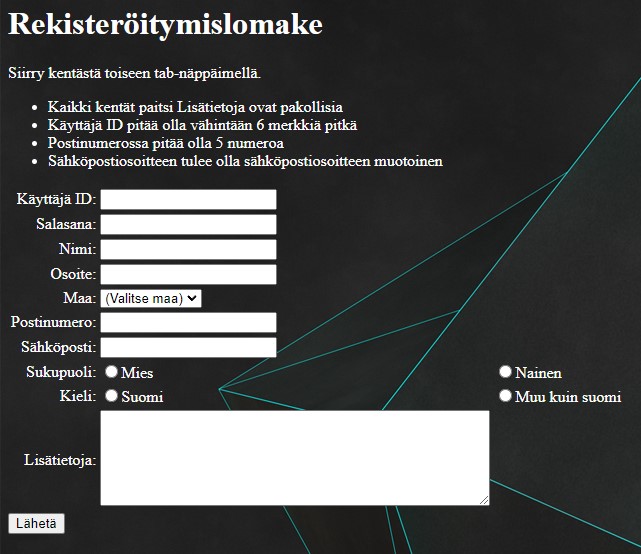 Rekisteröitymislomake
Siirry kentästä toiseen tab-näppäimellä.
Kaikki kentät paitsi Lisätietoja ovat pakollisia
Käyttäjä ID pitää olla vähintään 6 merkkiä pitkä
Postinumerossa pitää olla 5 numeroa
Sähköpostiosoitteen tulee olla sähköpostiosoitteen muotoinen
Käyttäjä ID:
Salasana:
Nimi:
Osoite:
Maa: (Valitse maa)
Postinumero:
Sähköposti:
Sukupuoli: Mies Nainen
Kieli: Suomi Muu kuin suomi
Lisätietoja:
Lähetä